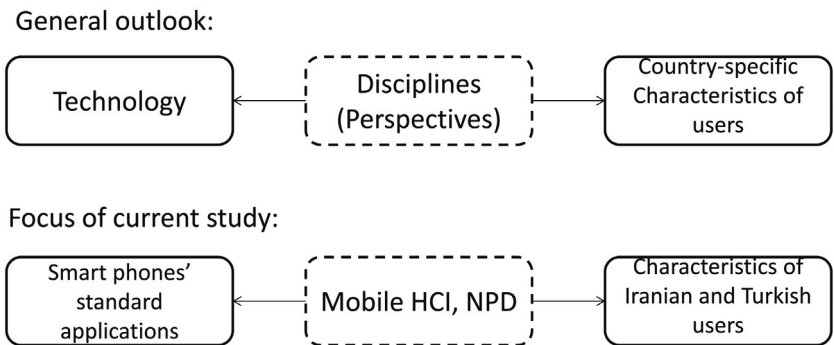 General outlook:
Technology
Disciplines
(Perspectives)
Country-specific
Characteristics of
users
Focus of current study:
Smart phones’
standard
applications
Mobile HCI, NPD
Characteristics of
Iranian and Turkish
users